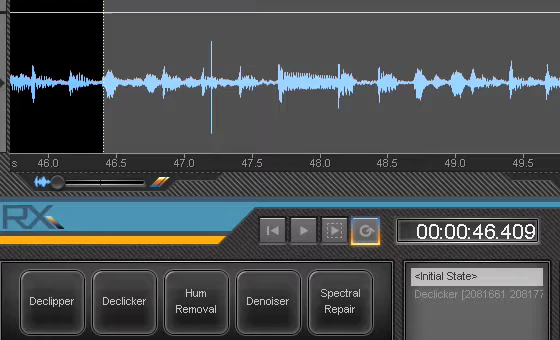 s 46.0 46.5 47.0 47.5 48.0 48.5 49.0 49.5
RX
00:00:46.409
Declipper Declicker Hum Removal Denoiser Spectral Repair
<Initial State>
Declicker [2081661 208177